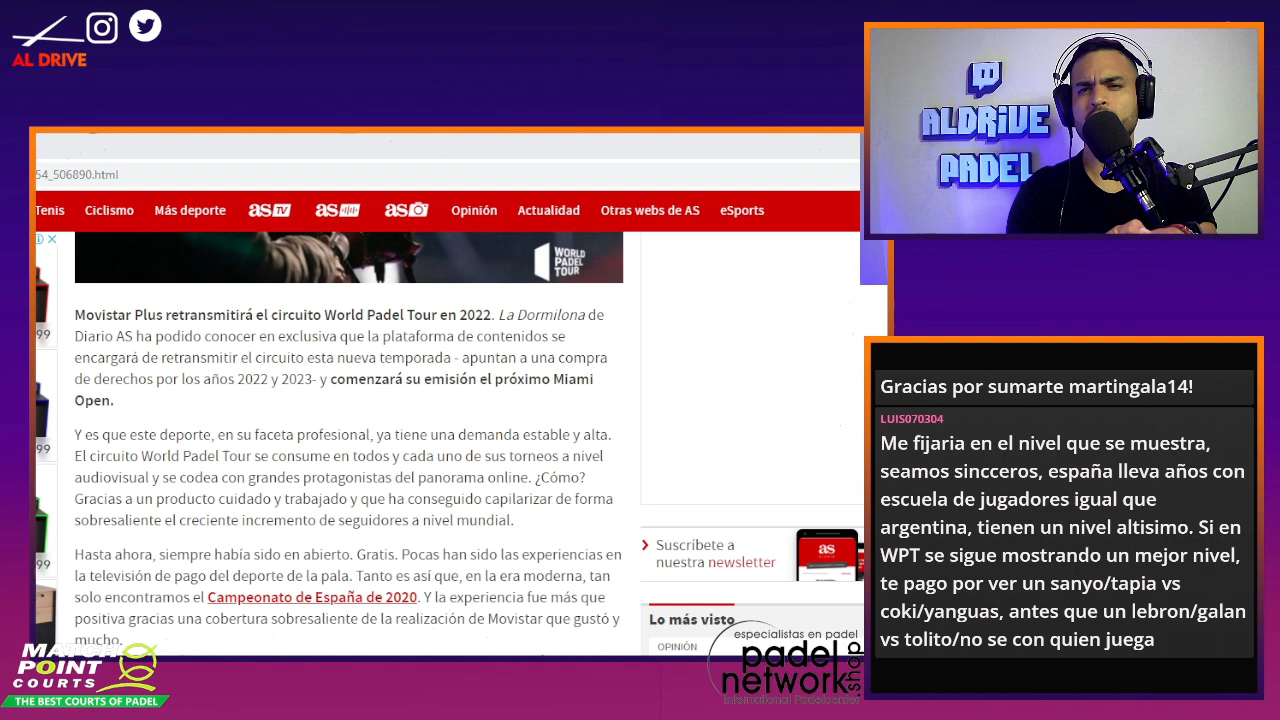 AL DRIVE
54_506890.html
Tenis Ciclismo Más deporte as TV as as Opinión Actualidad Otras webs de AS eSports
WORLD
PADEL
TOUR
Movistar Plus retransmitirá el circuito World Padel Tour en 2022. La Dormilona de
Diario AS ha podido conocer en exclusiva que la plataforma de contenidos se
encargará de retransmitir el circuito esta nueva temporada - apuntan a una compra
de derechos por los años 2022 y 2023- y comenzará su emisión el próximo Miami
Open.
Y es que este deporte, en su faceta profesional, ya tiene una demanda estable y alta.
El circuito World Padel Tour se consume en todos y cada uno de sus torneos a nivel
audiovisual y se codea con grandes protagonistas del panorama online. ¿Cómo?
Gracias a un producto cuidado y trabajado y que ha conseguido capilarizar de forma
sobresaliente el creciente incremento de seguidores a nivel mundial.
Hasta ahora, siempre había sido en abierto. Gratis. Pocas han sido las experiencias en
la televisión de pago del deporte de la pala. Tanto es así que, en la era moderna, tan
solo encontramos el Campeonato de España de 2020. Y la experiencia fue más que
positiva gracias una cobertura sobresaliente de la realización de Movistar que gustó y
mucho.
99
99
99
Suscríbete a
nuestra newsletter
as
Lo más visto
OPINIÓN
MATCH
POINT
COURTS
THE BEST COURTS OF PADEL
especialistas en padel
padel
network
.shop
International Padelcenter
ALDRIVE
PADEL
Gracias por sumarte martingala14!
LUIS070304
Me fijaria en el nivel que se muestra,
seamos sincceros, españa lleva años con
escuela de jugadores igual que
argentina, tienen un nivel altisimo. Si en
WPT se sigue mostrando un mejor nivel,
te pago por ver un sanyo/tapia vs
coki/yanguas, antes que un lebron/galan
vs tolito/no se con quien juega